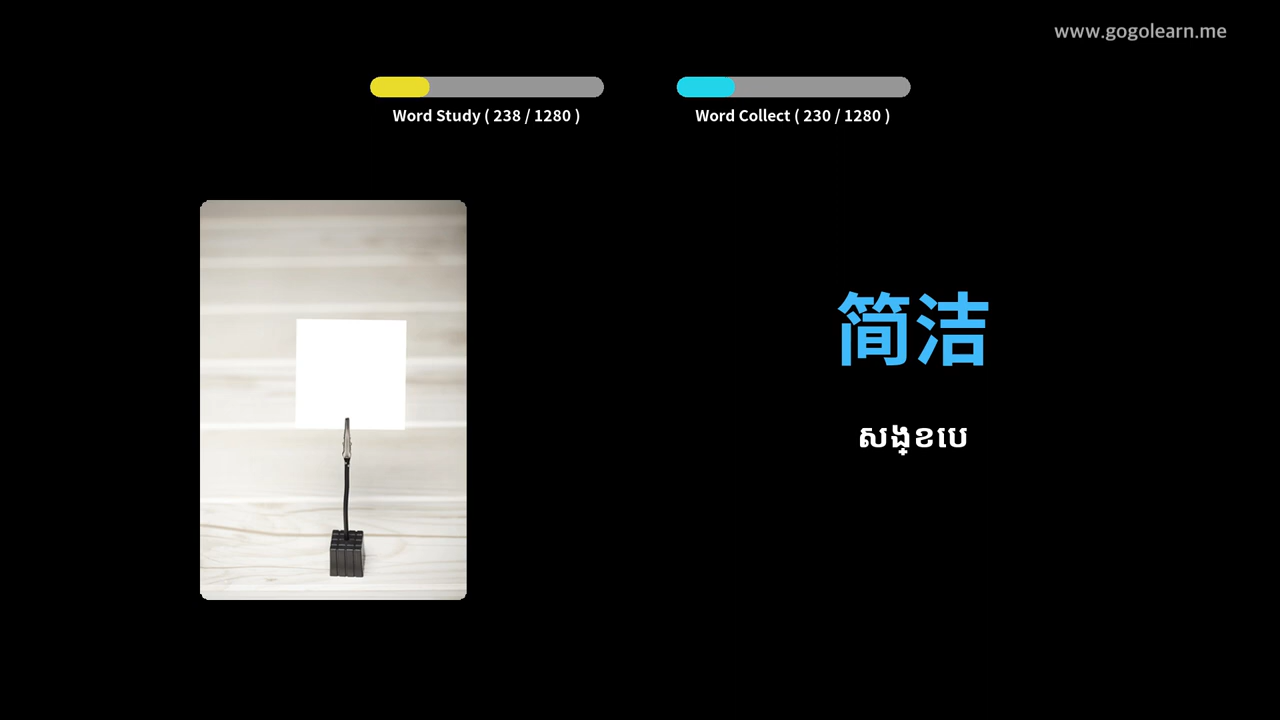 www.gogolearn.me
Word Study ( 238 / 1280 )
Word Collect ( 230 / 1280 )
简洁
សង្ខេប